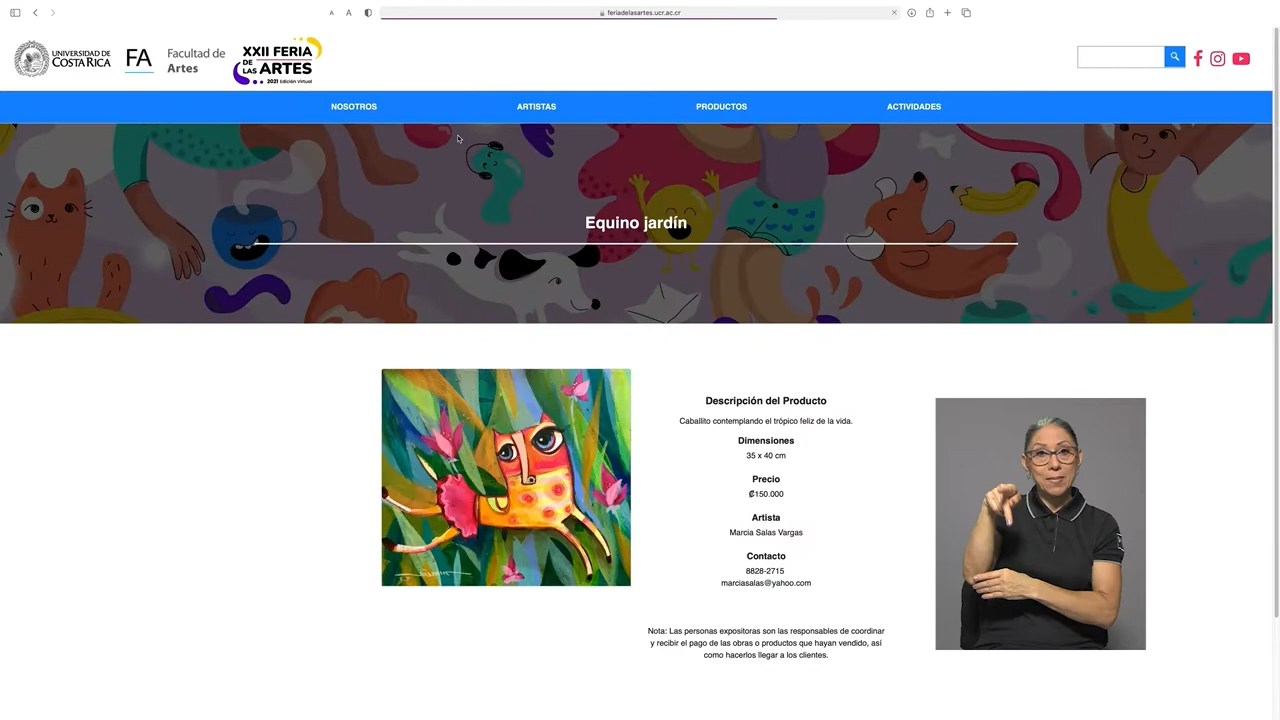 feriadelasartes.ucr.ac.cr
UNIVERSIDAD DE
COSTA RICA
FA
Facultad de
Artes
XXII FERIA
DE LAS ARTES
2021 Edición Virtual
NOSOTROS
ARTISTAS
PRODUCTOS
ACTIVIDADES
Equino jardín
Descripción del Producto
Caballito contemplando el trópico feliz de la vida.
Dimensiones
35 x 40 cm
Precio
₡150.000
Artista
Marcia Salas Vargas
Contacto
8828-2715
marciasalas@yahoo.com
Nota: Las personas expositoras son las responsables de coordinar
y recibir el pago de las obras o productos que hayan vendido, así
como hacerlos llegar a los clientes.